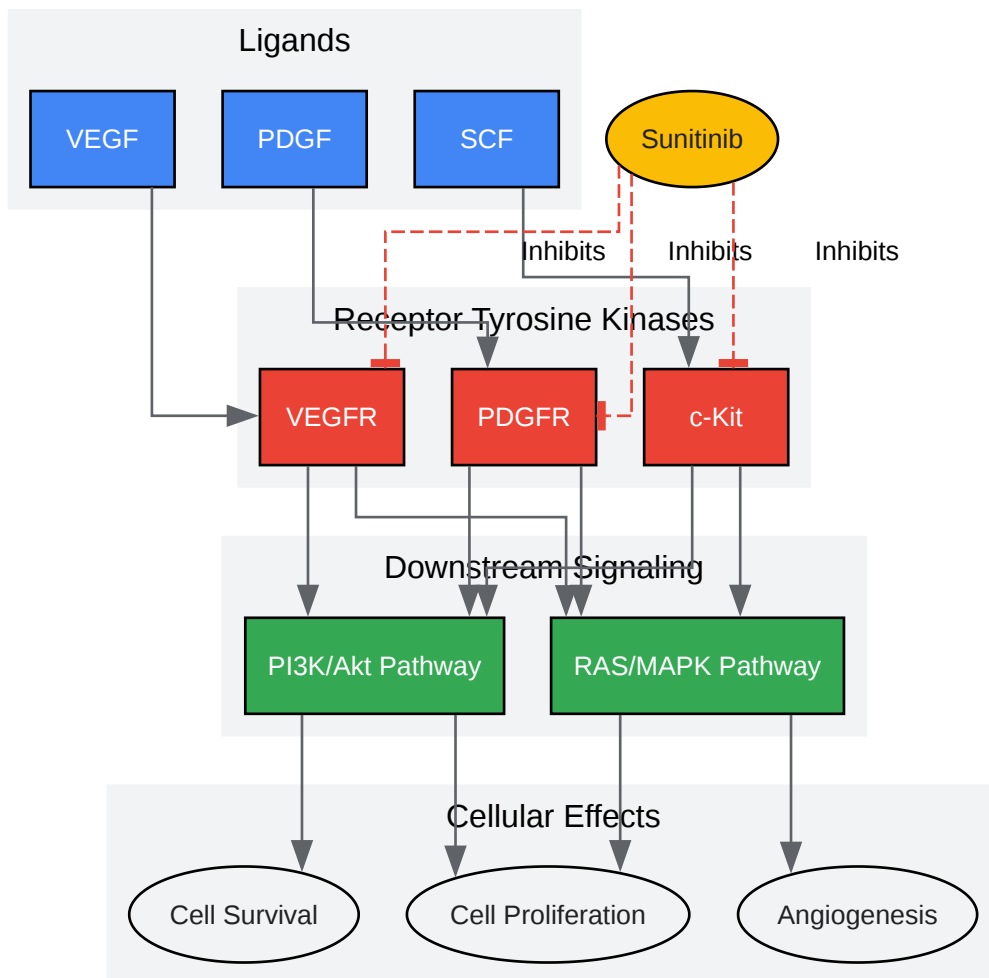 Ligands
VEGF
PDGF
SCF
Sunitinib
Inhibits
Inhibits
Inhibits
Receptor Tyrosine Kinases
VEGFR
PDGFR
c-Kit
Downstream Signaling
PI3K/Akt Pathway
RAS/MAPK Pathway
Cellular Effects
Cell Survival
Cell Proliferation
Angiogenesis